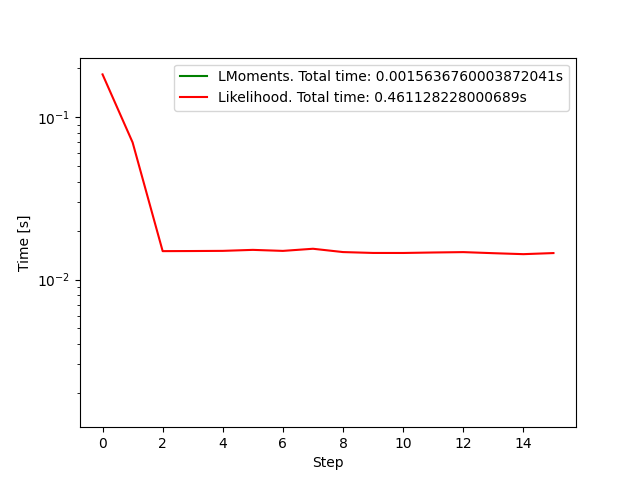 LMoments. Total time: 0.0015636760003872041s
Likelihood. Total time: 0.461128228000689s
10⁻¹
10⁻²
Time [s]
0 2 4 6 8 10 12 14
Step